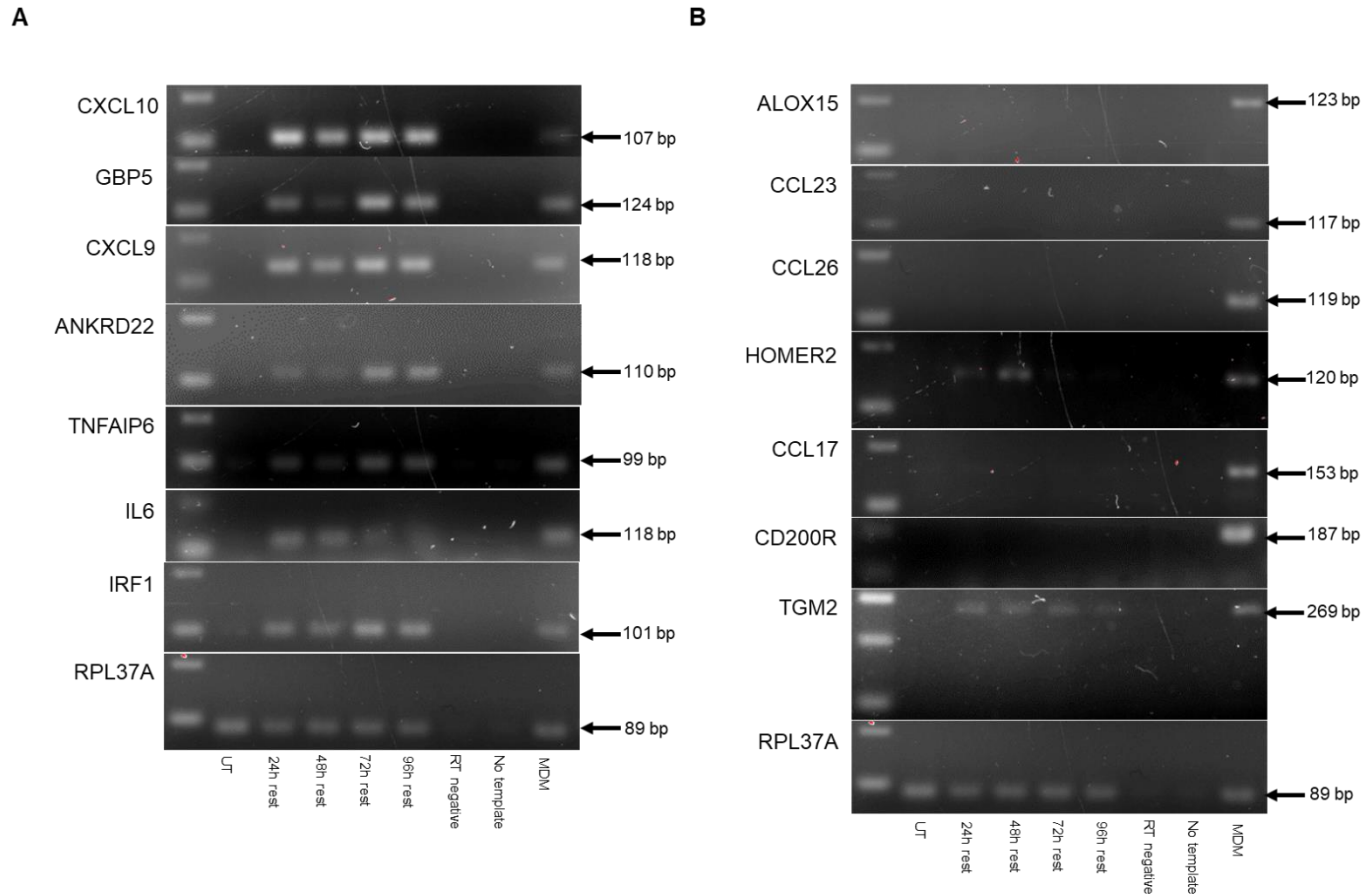 A
CXCL10
107 bp
GBP5
124 bp
CXCL9
118 bp
ANKRD22
110 bp
TNFAIP6
99 bp
IL6
118 bp
IRF1
101 bp
RPL37A
89 bp
UT
24h rest
48h rest
72h rest
96h rest
RT negative
No template
MDM
B
ALOX15
123 bp
CCL23
117 bp
CCL26
119 bp
HOMER2
120 bp
CCL17
153 bp
CD200R
187 bp
TGM2
269 bp
RPL37A
89 bp
UT
24h rest
48h rest
72h rest
96h rest
RT negative
No template
MDM